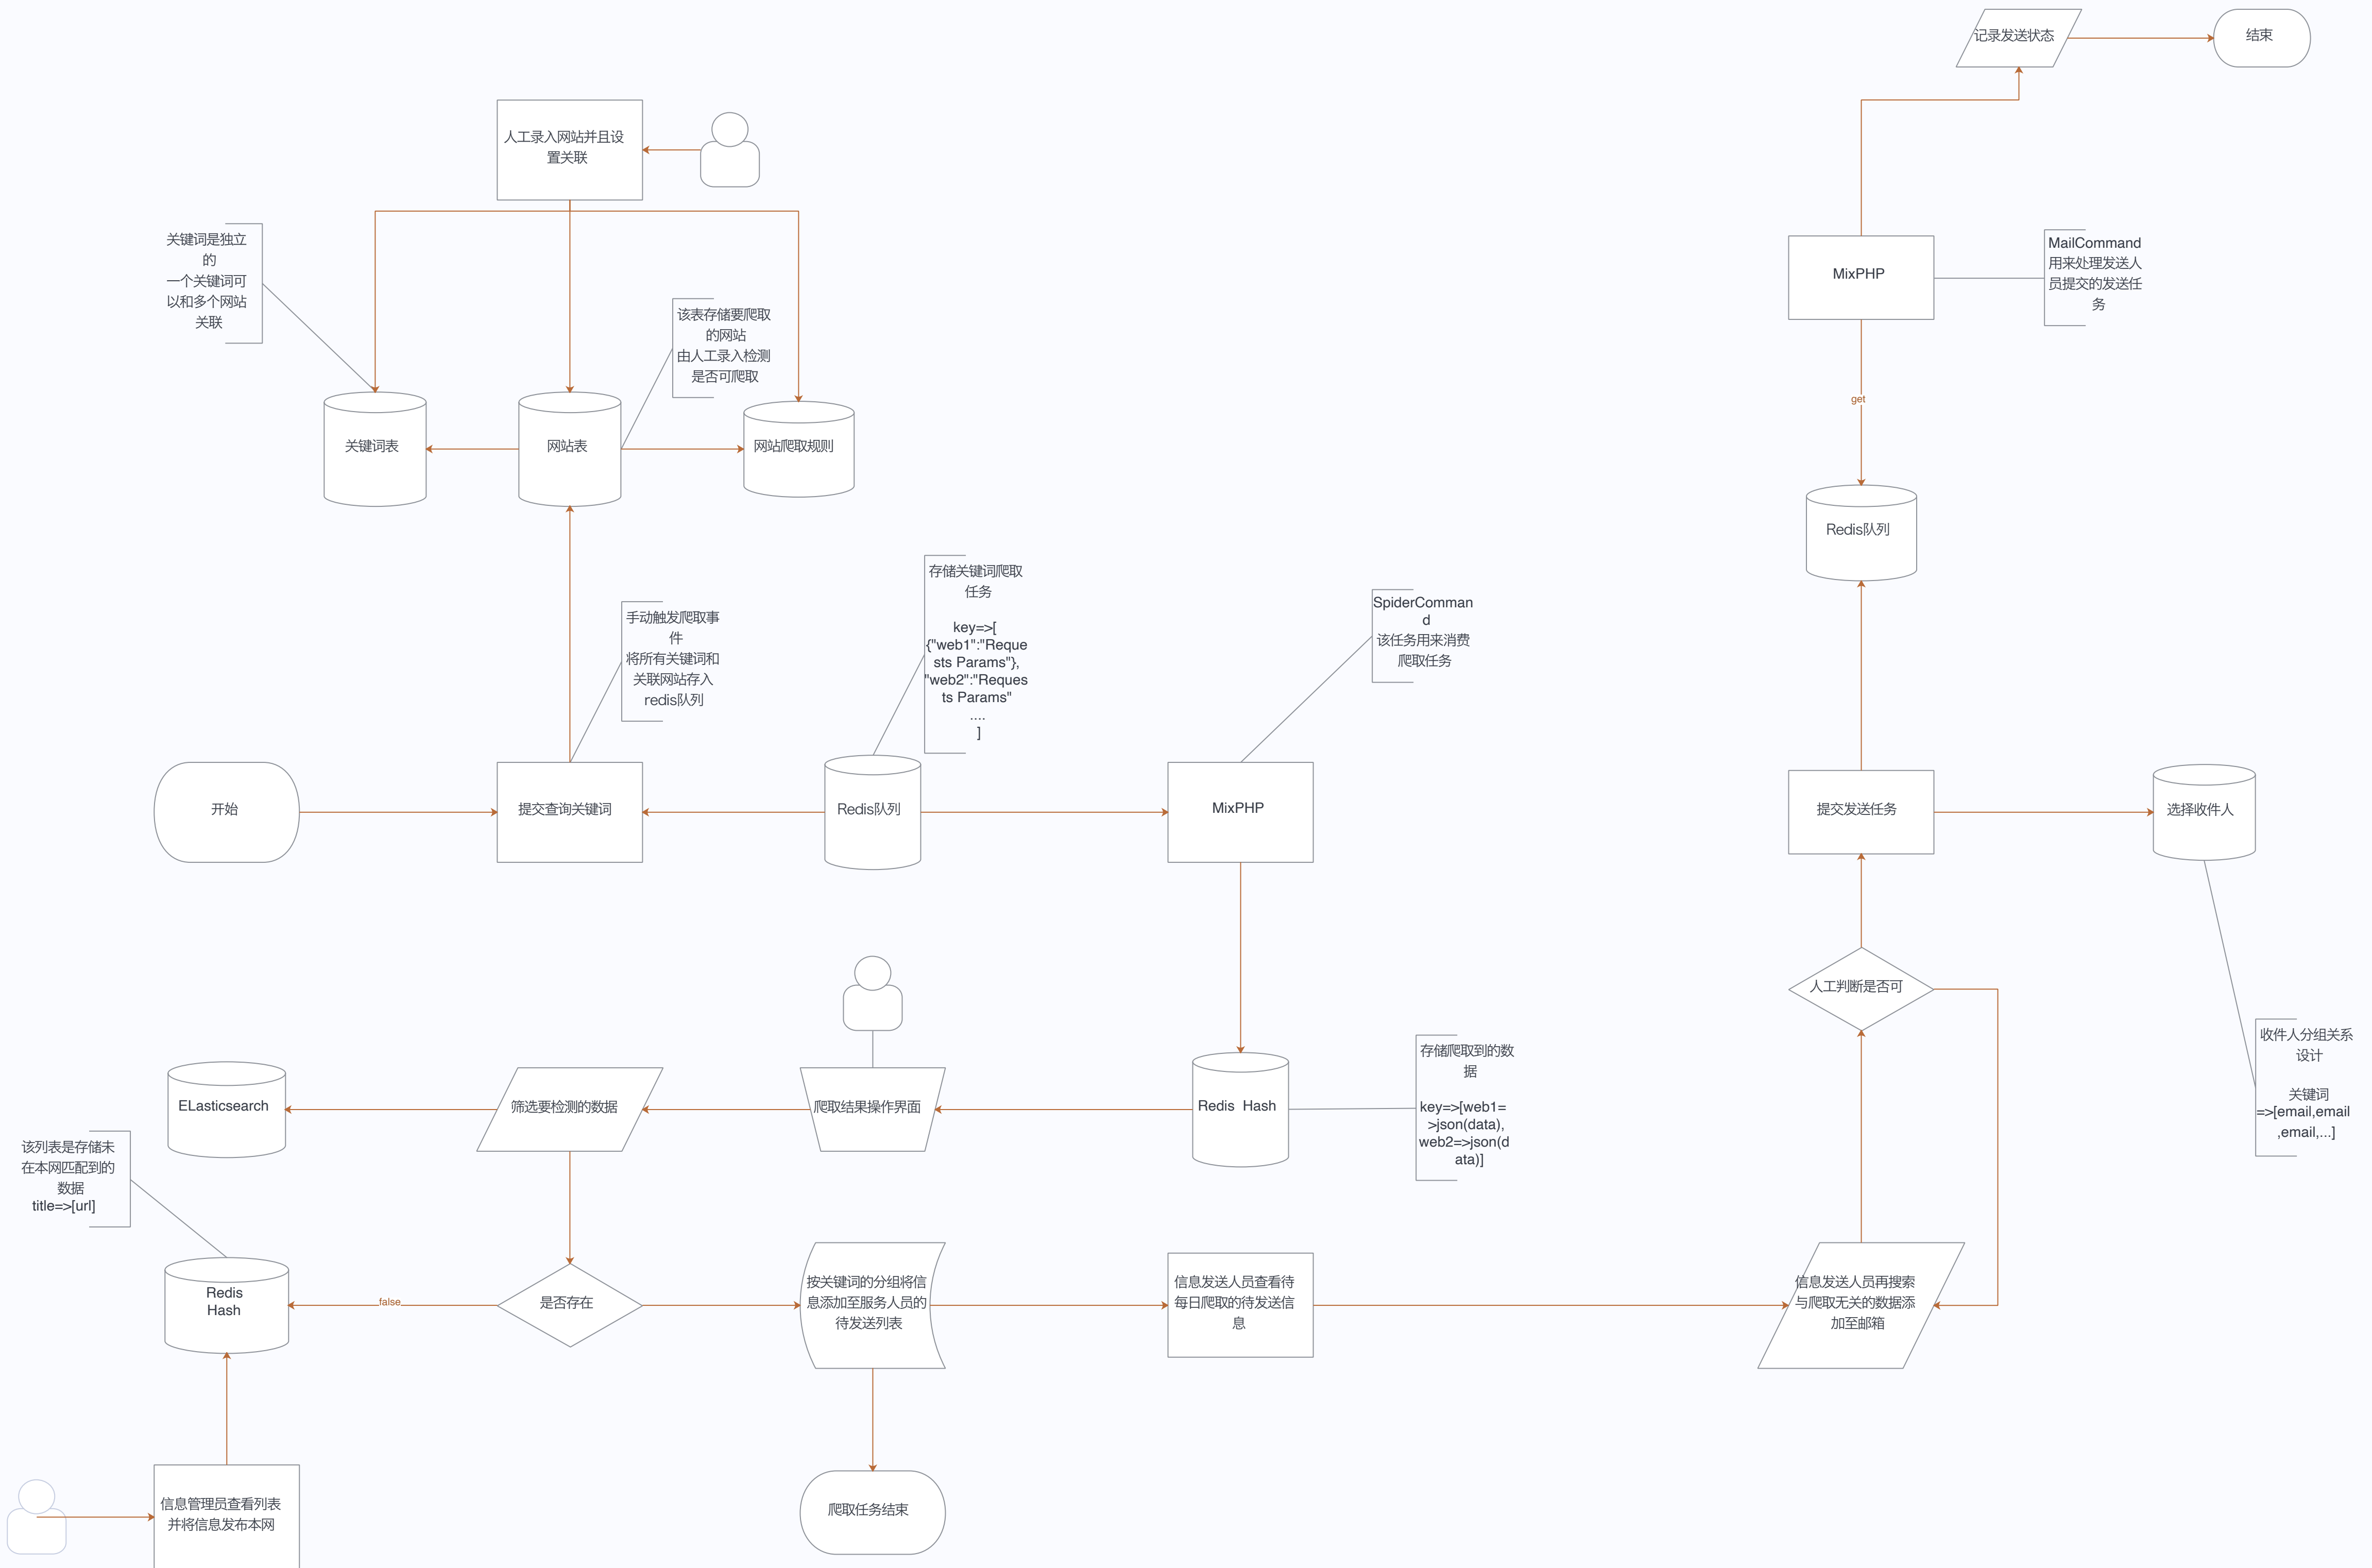 记录发送状态
结束
人工录入网站并且设
置关联
关键词是独立
的
一个关键词可
以和多个网站
关联
MailCommand
用来处理发送人
员提交的发送任
务
MixPHP
该表存储要爬取
的网站
由人工录入检测
是否可爬取
get
关键词表
网站表
网站爬取规则
Redis队列
存储关键词爬取
任务
key=>[
{"web1":"Reque
sts Params"},
"web2":"Reques
ts Params"
....
]
SpiderComman
d
该任务用来消费
爬取任务
手动触发爬取事
件
将所有关键词和
关联网站存入
redis队列
开始
提交查询关键词
Redis队列
MixPHP
提交发送任务
选择收件人
人工判断是否可
收件人分组关系
设计
关键词
=>[email,email
,email,...]
存储爬取到的数
据
key=>[web1=
>json(data),
web2=>json(d
ata)]
ELasticsearch
筛选要检测的数据
爬取结果操作界面
Redis Hash
该列表是存储未
在本网匹配到的
数据
title=>[url]
Redis
Hash
false
是否存在
按关键词的分组将信
息添加至服务人员的
待发送列表
信息发送人员查看待
每日爬取的待发送信
息
信息发送人员再搜索
与爬取无关的数据添
加至邮箱
信息管理员查看列表
并将信息发布本网
爬取任务结束